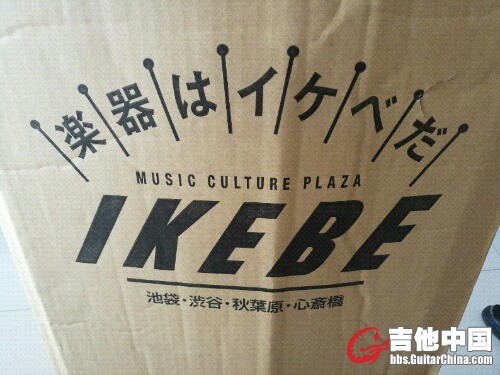 楽器はイケベだ
MUSIC CULTURE PLAZA
IKEBE
池袋・渋谷・秋葉原・心斎橋
吉他中国
bbs.GuitarChina.com